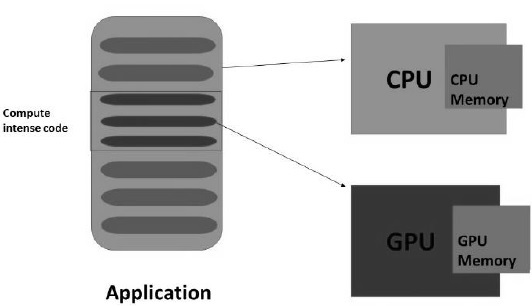 Compute
intense code
CPU
CPU
Memory
GPU
GPU
Memory
Application